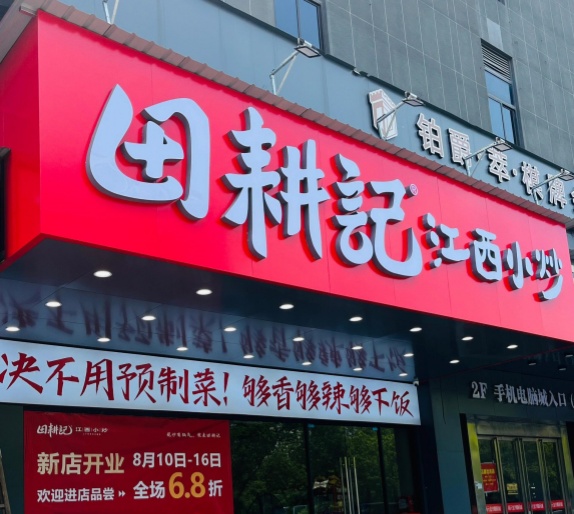 铂爵·萃·棋牌
田耕記®江西小炒
决不用预制菜！够香够辣够下饭
2F 手机电脑城入口
田耕記 江西小炒
新店开业 8月10日-16日
欢迎进店品尝 全场6.8折